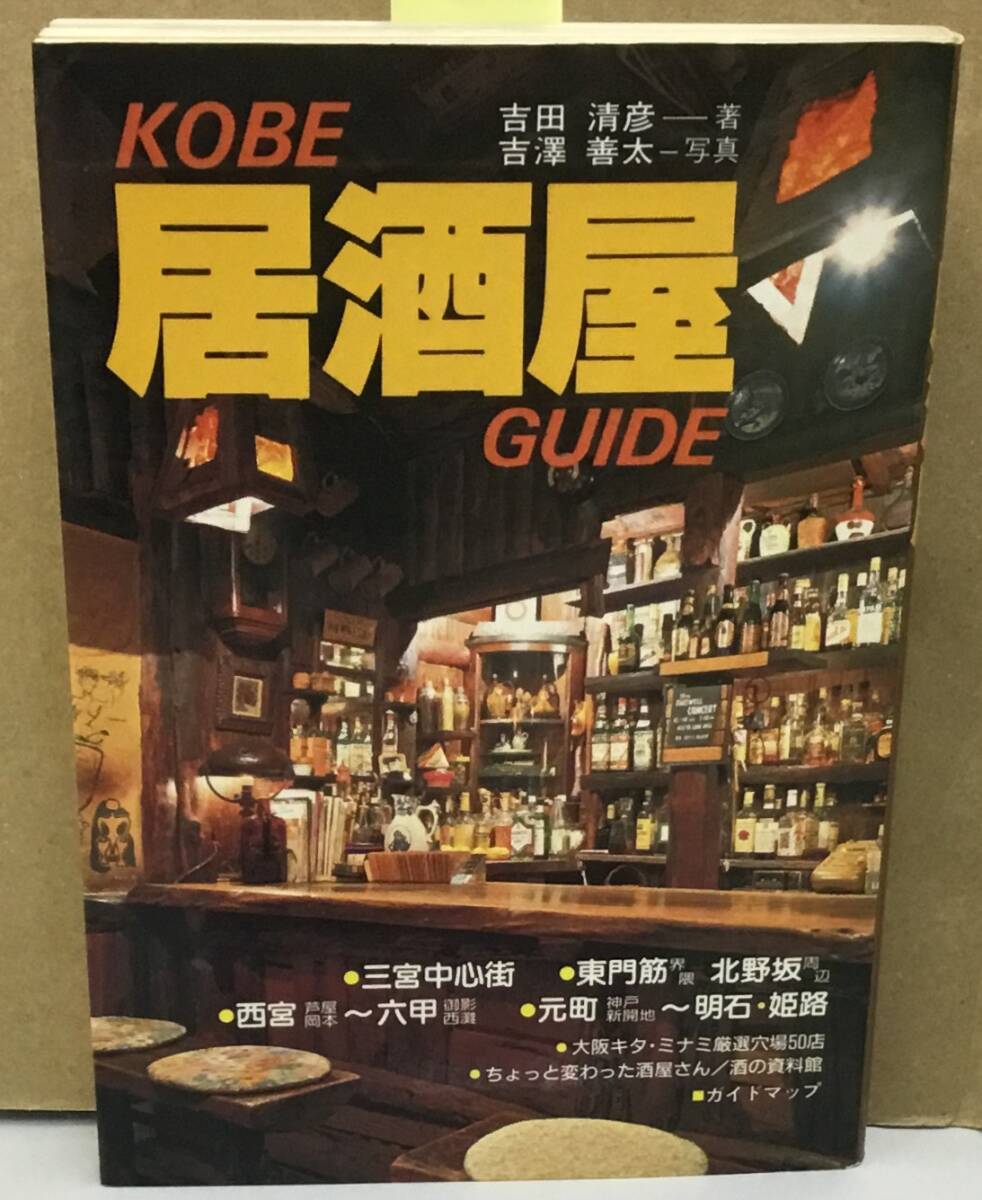 KOBE
吉田 清彦──著
吉澤 善太─写真
居酒屋
GUIDE
CONCERT
●三宮中心街 ●東門筋界隈 北野坂周辺
●西宮 芦屋 岡本 〜六甲 御影 西灘 ●元町 神戸 新開地 〜明石・姫路
●大阪キタ・ミナミ厳選穴場50店
●ちょっと変わった酒屋さん/酒の資料館
■ガイドマップ